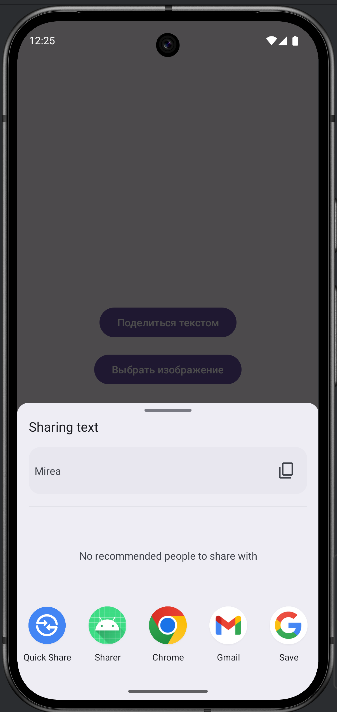 12:25
Поделиться текстом
Выбрать изображение
Sharing text
Mirea
No recommended people to share with
Quick Share Sharer Chrome Gmail Save